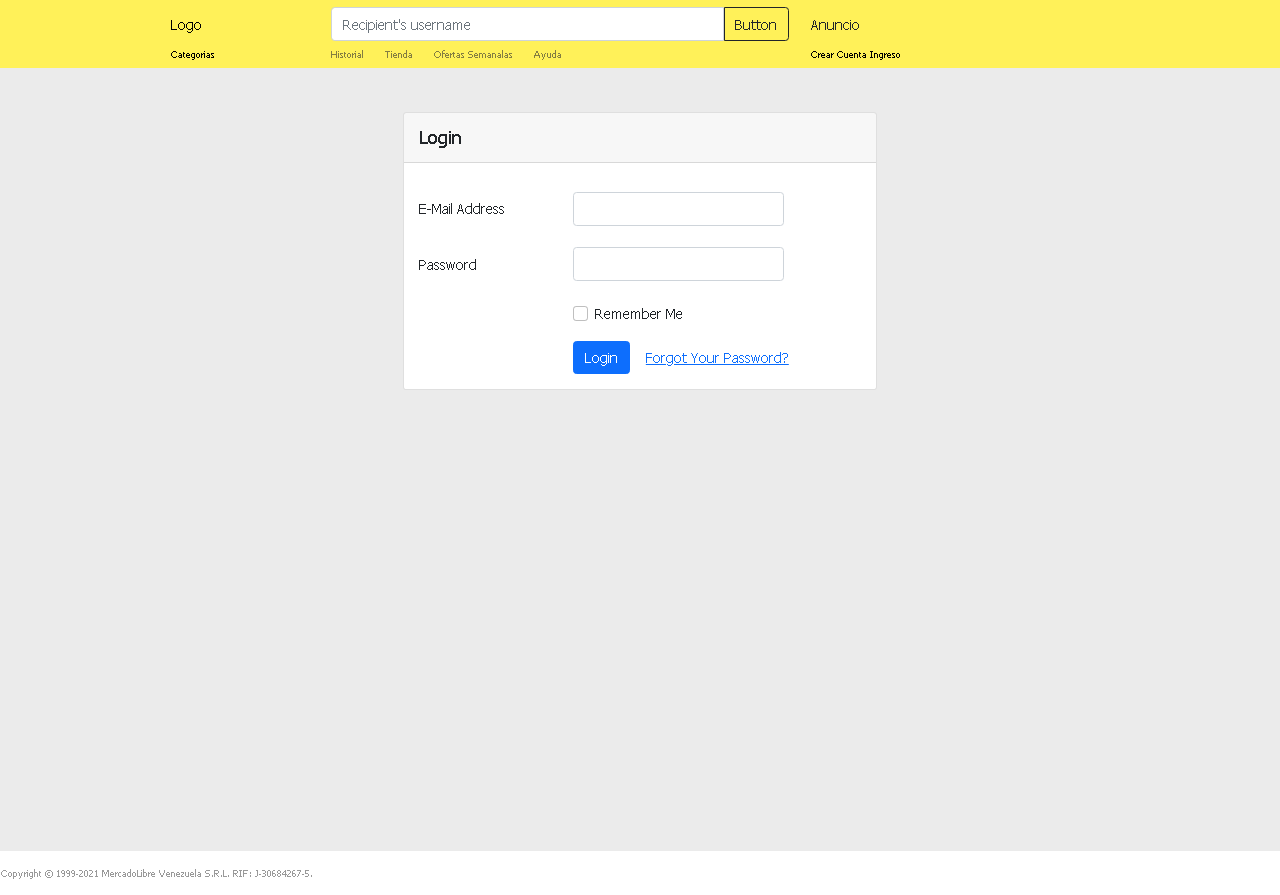 Logo Recipient's username Button Anuncio
Categorias Historial Tienda Ofertas Semanalas Ayuda Crear Cuenta Ingreso
Login
E-Mail Address
Password
Remember Me
Login Forgot Your Password?
Copyright © 1999-2021 MercadoLibre Venezuela S.R.L. RIF: J-30684267-5.